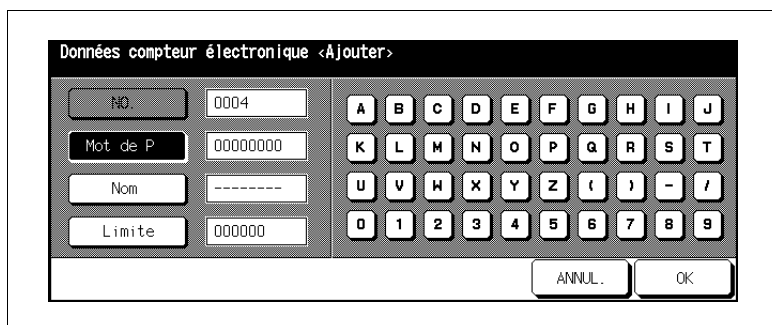 Données compteur électronique <Ajouter>
NO. 0004 A B C D E F G H I J
Mot de P 00000000 K L M N O P Q R S T
Nom -------- U V W X Y Z ( ) - /
Limite 000000 0 1 2 3 4 5 6 7 8 9
ANNUL. OK